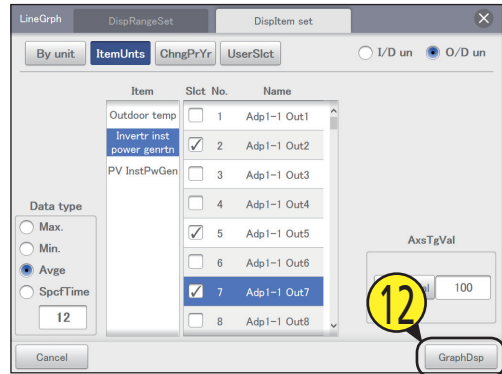 LineGrph DispRangeSet DispItem set
By unit ItemUnts ChngPrYr UserSlct I/D un O/D un
Item Slct No. Name
Outdoor temp
Invertr inst
power genrtn
PV InstPwGen
1 Adp1-1 Out1
2 Adp1-1 Out2
3 Adp1-1 Out3
4 Adp1-1 Out4
5 Adp1-1 Out5
6 Adp1-1 Out6
7 Adp1-1 Out7
8 Adp1-1 Out8
Data type
Max.
Min.
Avge
SpcfTime
12
AxsTgVal
100
12
Cancel GraphDsp